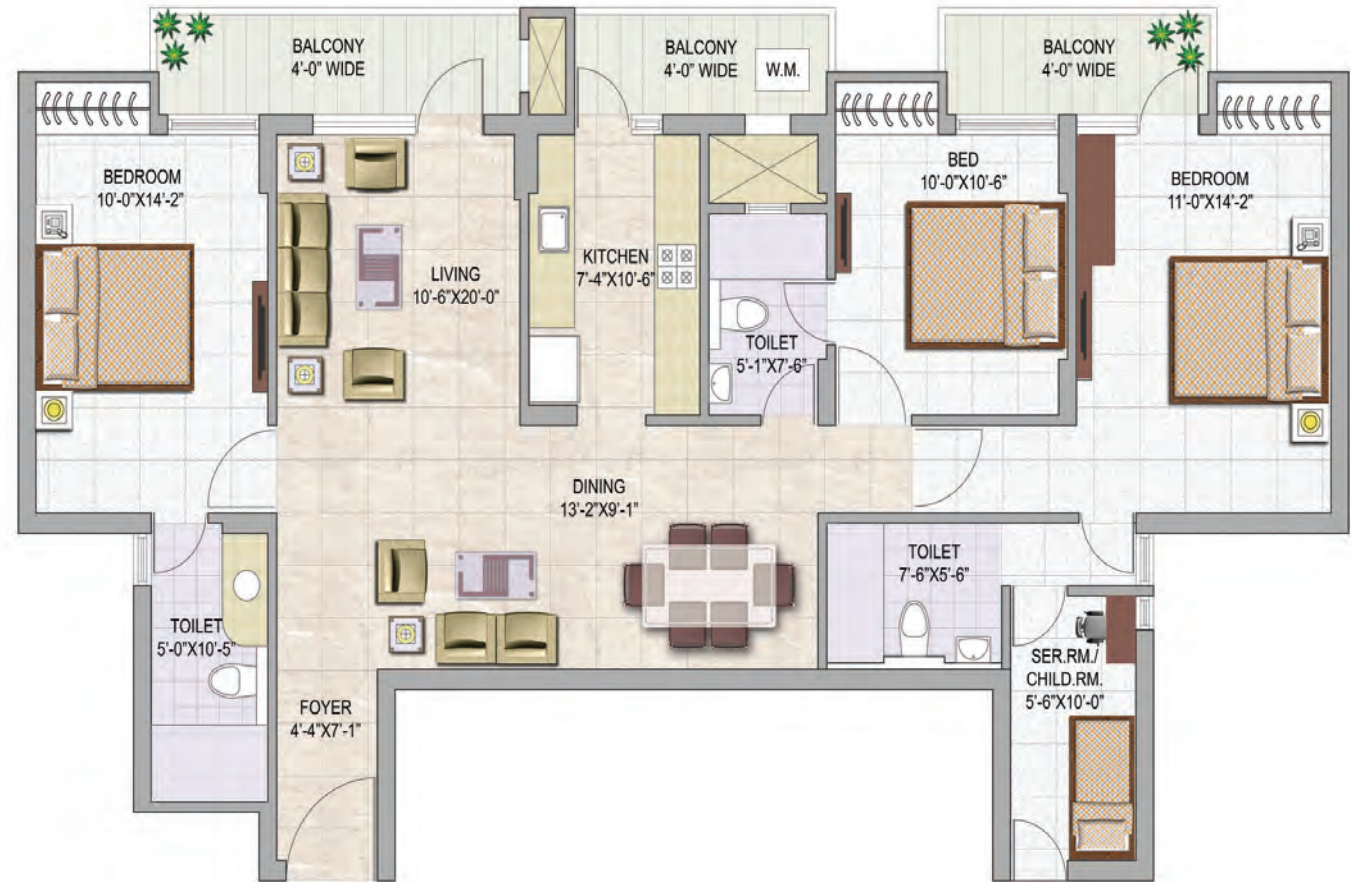 BALCONY
4'-0" WIDE
BALCONY
4'-0" WIDE
W.M.
BALCONY
4'-0" WIDE
BEDROOM
10'-0"X14'-2"
BED
10'-0"X10'-6"
BEDROOM
11'-0"X14'-2"
LIVING
10'-6"X20'-0"
KITCHEN
7'-4"X10'-6"
TOILET
5'-1"X7'-6"
DINING
13'-2"X9'-1"
TOILET
7'-6"X5'-6"
TOILET
5'-0"X10'-5"
SER.RM./
CHILD.RM.
5'-6"X10'-0"
FOYER
4'-4"X7'-1"